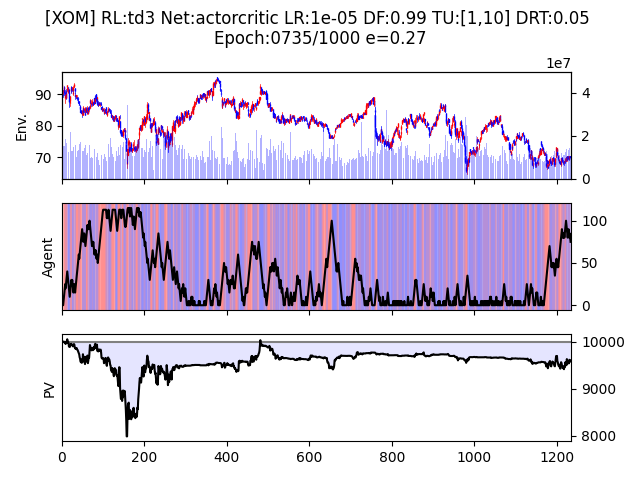 [XOM] RL:td3 Net:actorcritic LR:1e-05 DF:0.99 TU:[1,10] DRT:0.05
Epoch:0735/1000 e=0.27
1e7
Env.
90
80
70
4
2
0
Agent
100
50
0
PV
10000
9000
8000
0 200 400 600 800 1000 1200